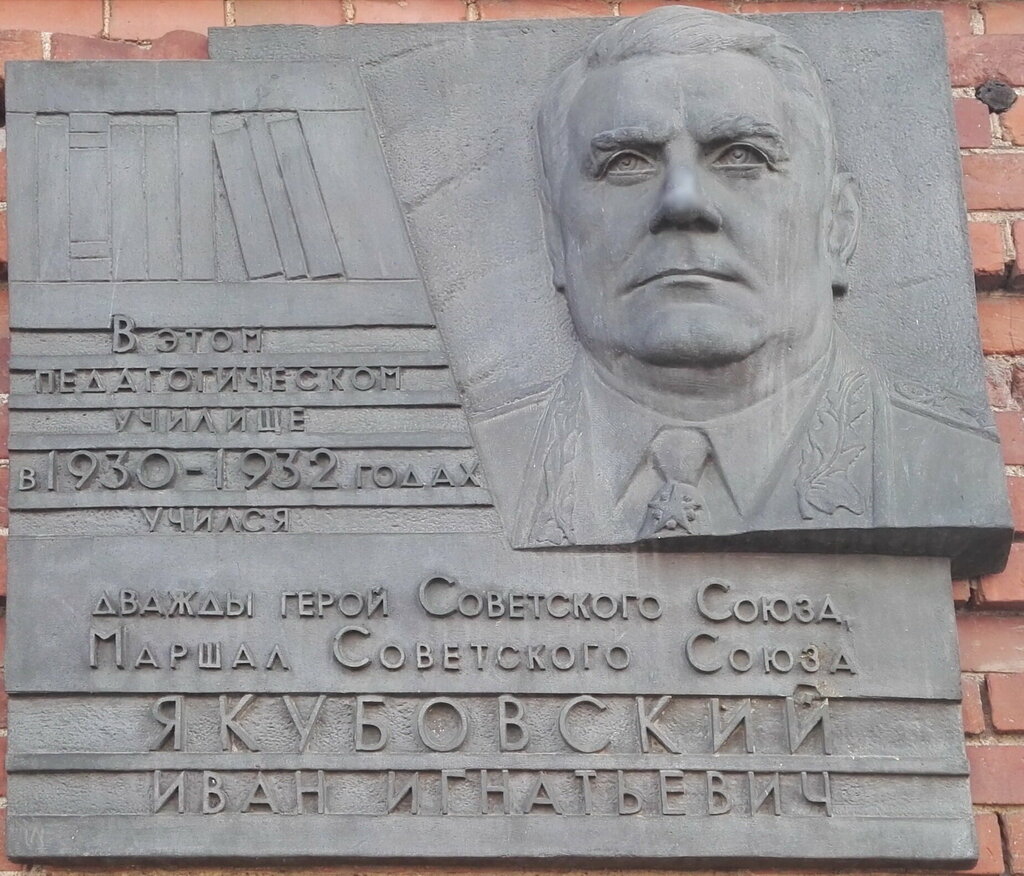 В этом
педагогическом
училище
в 1930-1932 годах
учился
дважды герой Советского Союза,
Маршал Советского Союза
ЯКУБОВСКИЙ
ИВАН ИГНАТЬЕВИЧ